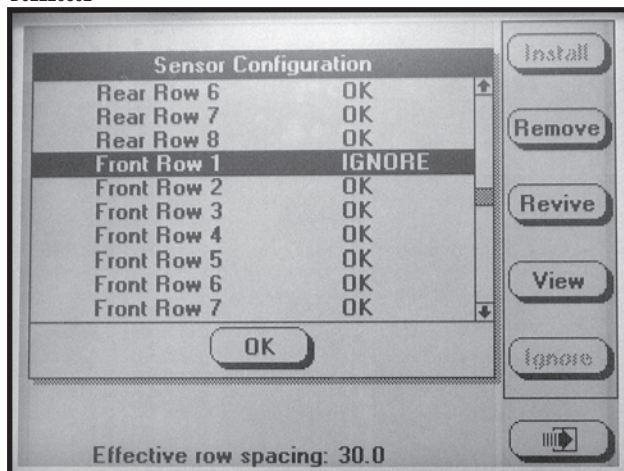 Sensor Configuration
Rear Row 6 OK
Rear Row 7 OK
Rear Row 8 OK
Front Row 1 IGNORE
Front Row 2 OK
Front Row 3 OK
Front Row 4 OK
Front Row 5 OK
Front Row 6 OK
Front Row 7 OK
OK
Effective row spacing: 30.0
Install
Remove
Revive
View
Ignore